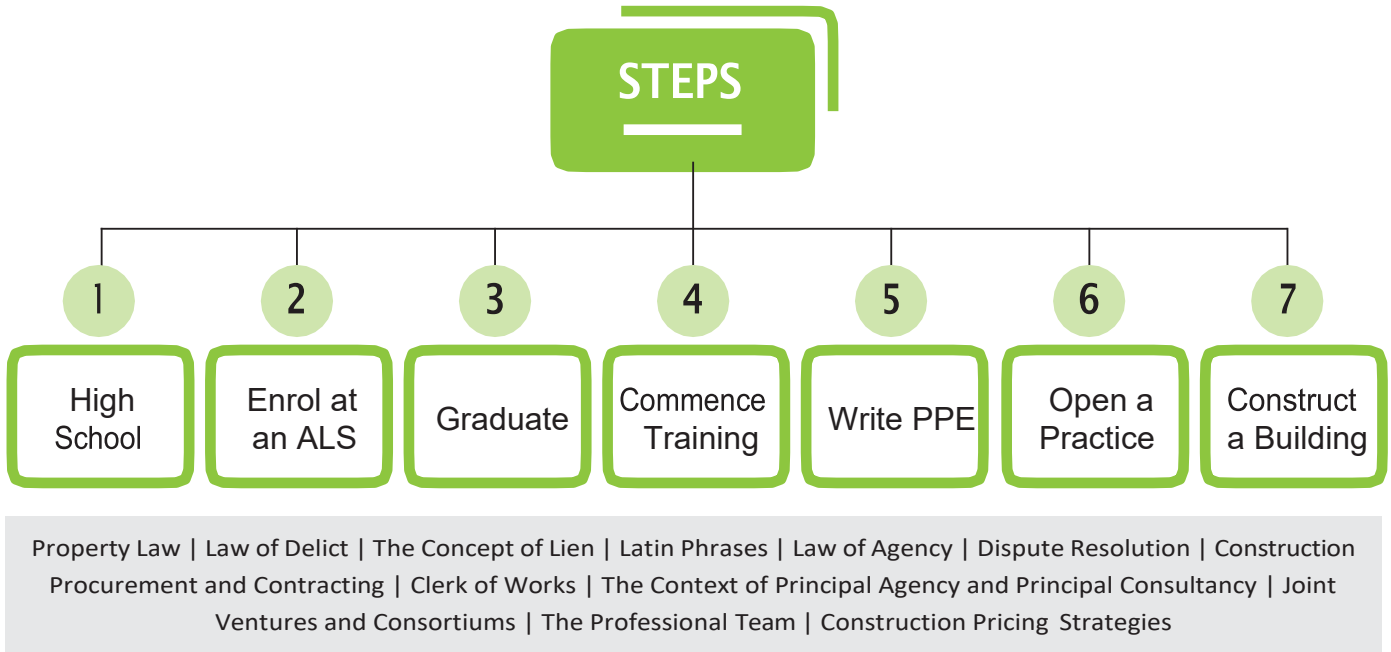 STEPS
1
2
3
4
5
6
7
High
School
Enrol at
an ALS
Graduate
Commence
Training
Write PPE
Open a
Practice
Construct
a Building
Property Law | Law of Delict | The Concept of Lien | Latin Phrases | Law of Agency | Dispute Resolution | Construction
Procurement and Contracting | Clerk of Works | The Context of Principal Agency and Principal Consultancy | Joint
Ventures and Consortiums | The Professional Team | Construction Pricing Strategies